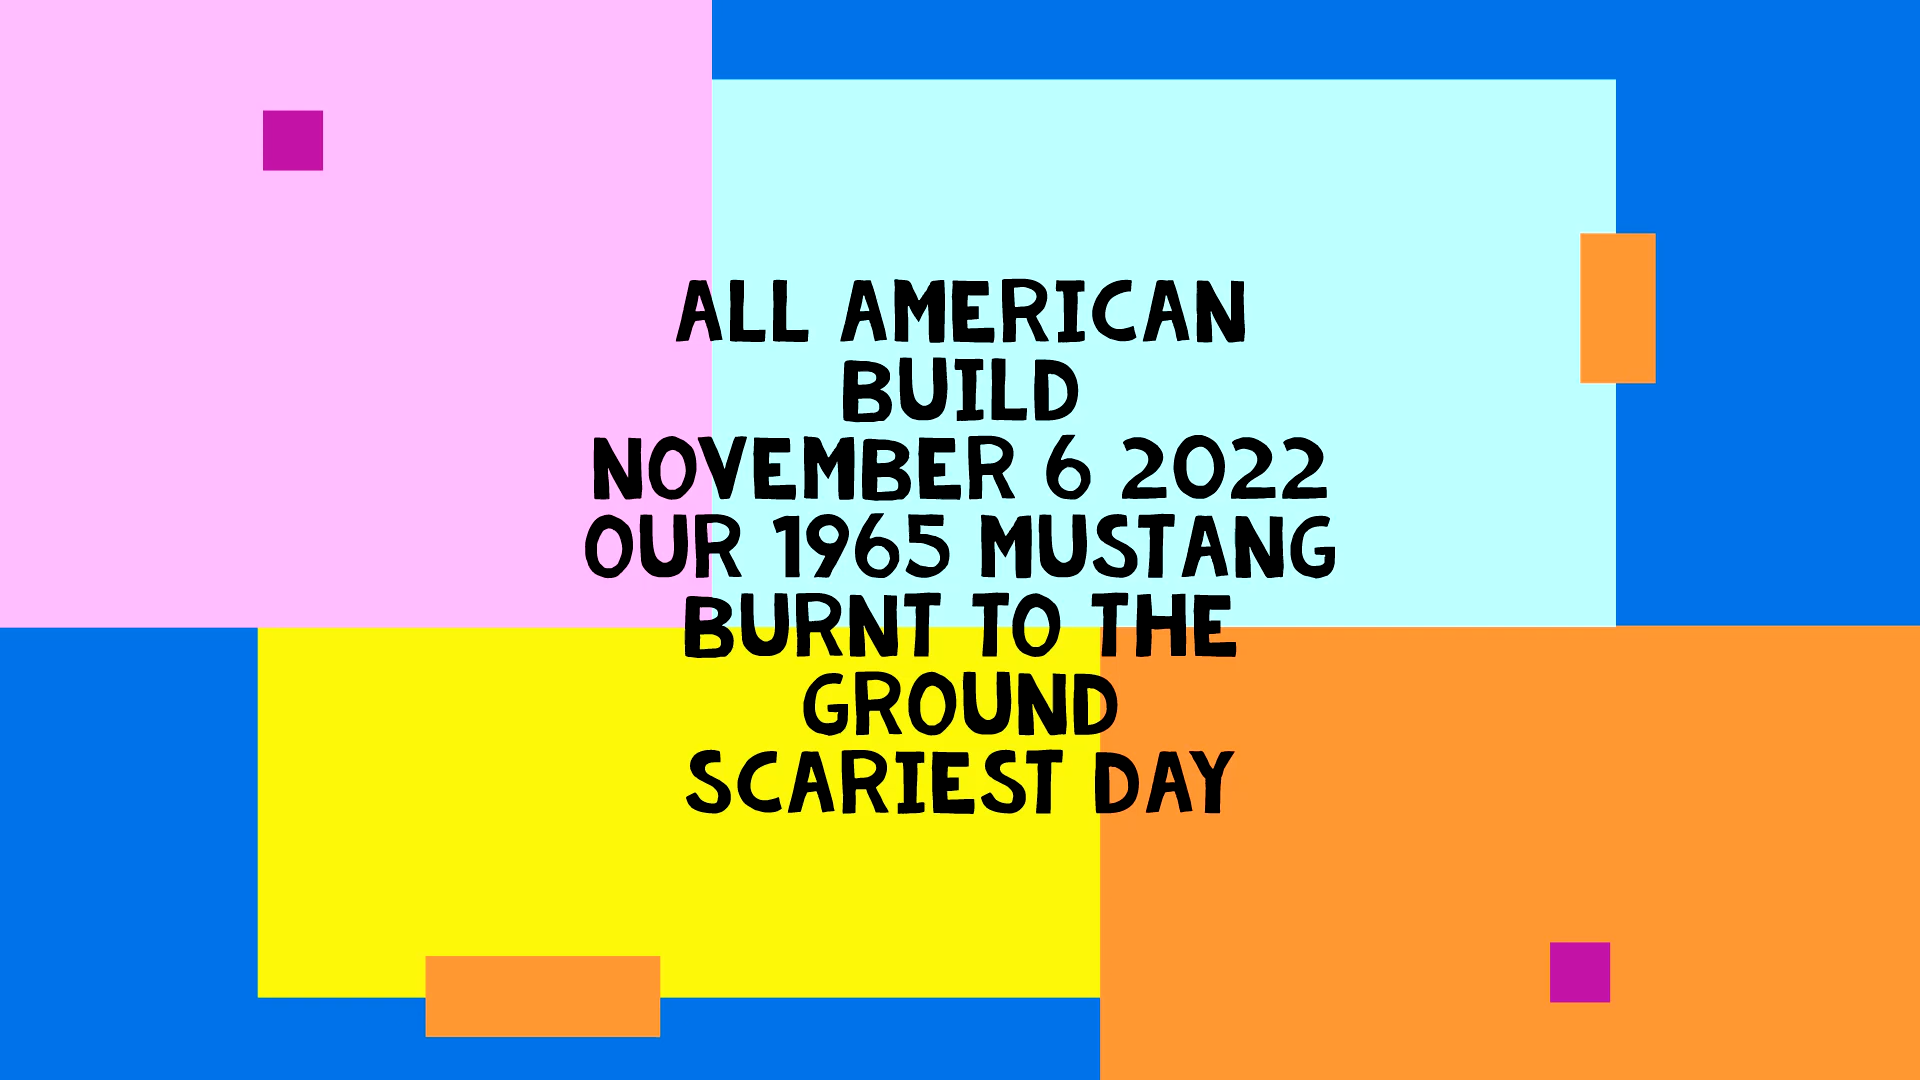 ALL AMERICAN
BUILD
NOVEMBER 6 2022
OUR 1965 MUSTANG
BURNT TO THE
GROUND
SCARIEST DAY